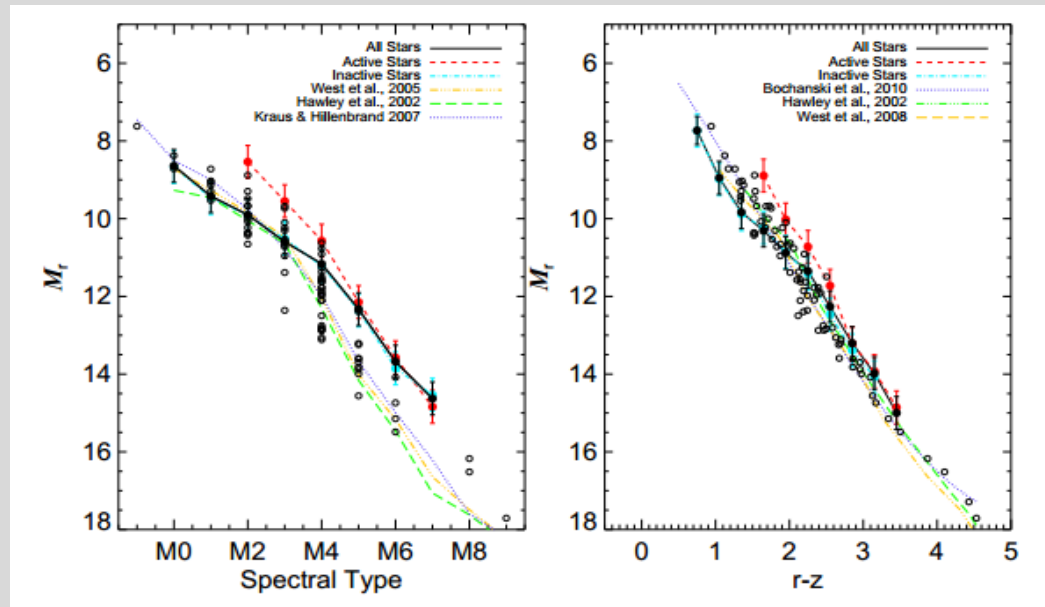 All Stars
Active Stars
Inactive Stars
West et al., 2005
Hawley et al., 2002
Kraus & Hillenbrand 2007
6
8
10
12
14
16
18
Mr
M0 M2 M4 M6 M8
Spectral Type
All Stars
Active Stars
Inactive Stars
Bochanski et al., 2010
Hawley et al., 2002
West et al., 2008
6
8
10
12
14
16
18
Mr
0 1 2 3 4 5
r-z